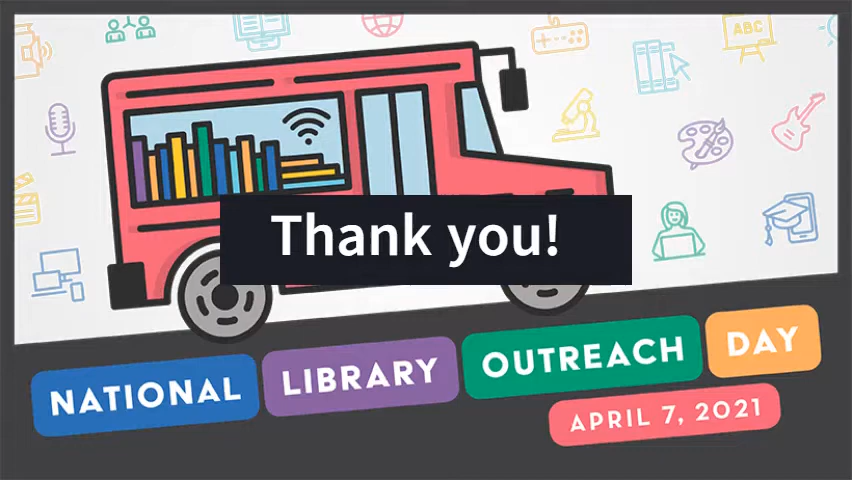 ABC
Thank you!
NATIONAL LIBRARY OUTREACH DAY
APRIL 7, 2021